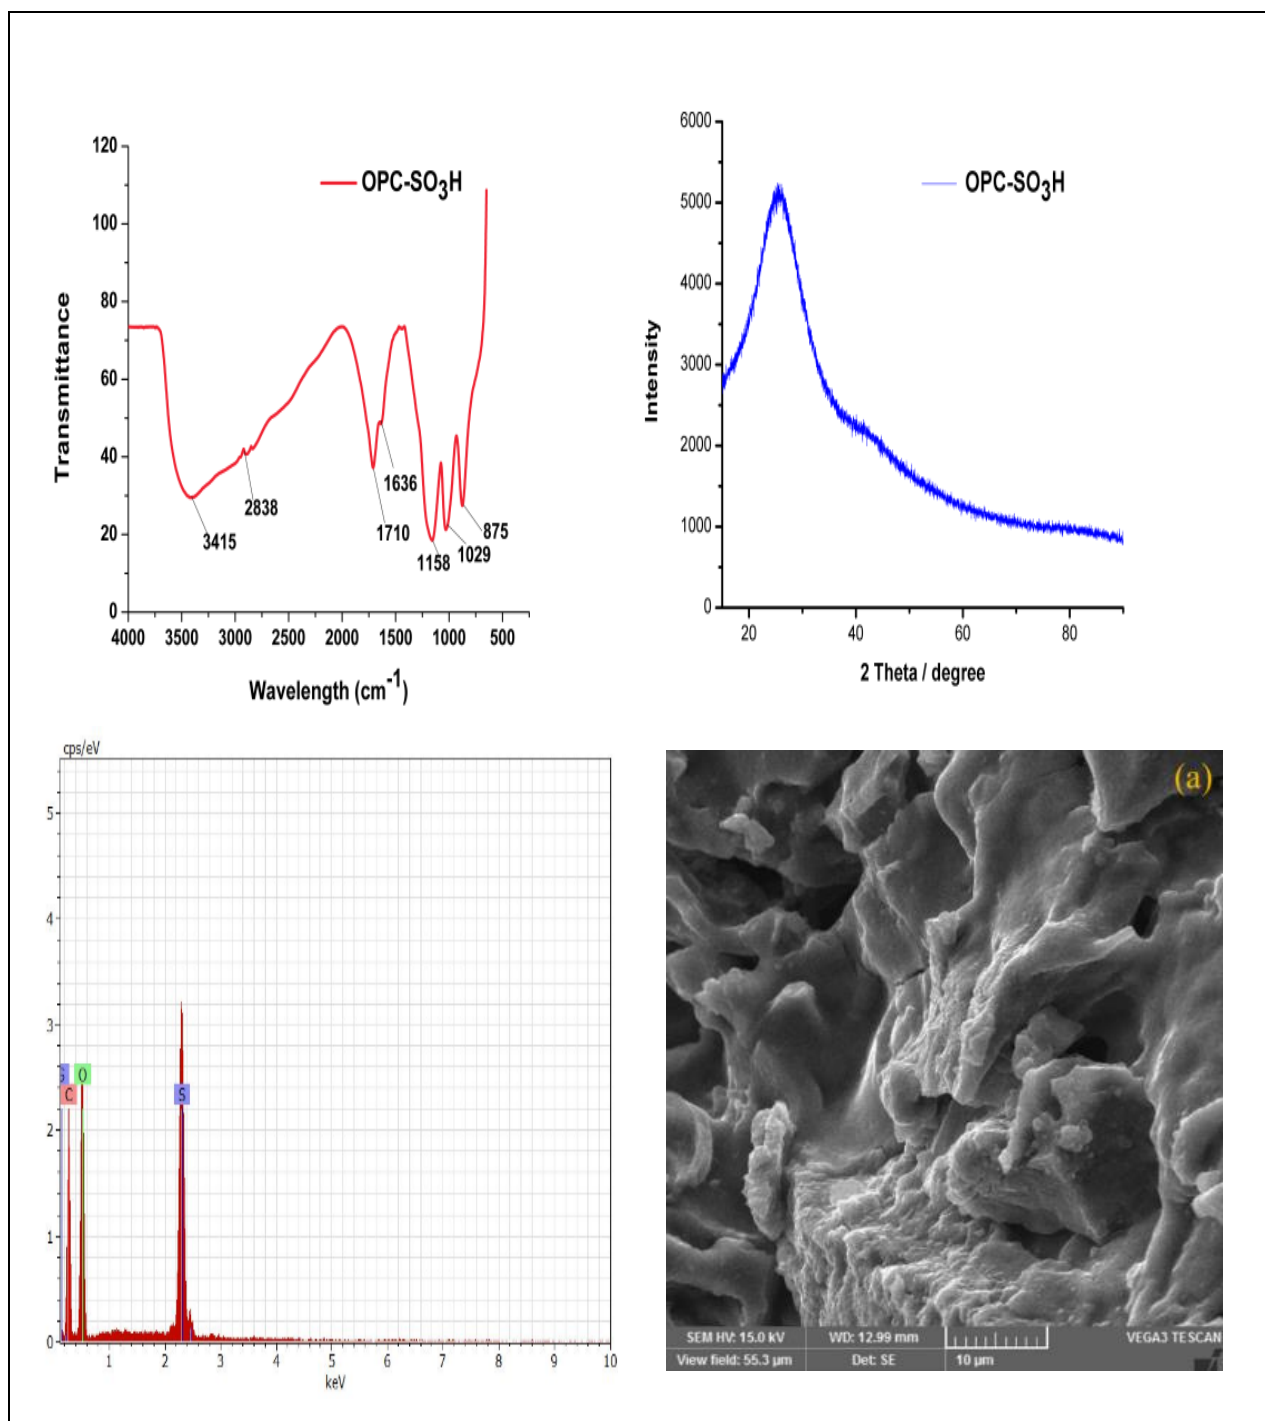 120
100
80
60
40
20
0
Transmittance
OPC-SO3H
3415
2838
1710
1636
1158
1029
875
4000 3500 3000 2500 2000 1500 1000 500
Wavelength (cm-1)
6000
5000
4000
3000
2000
1000
0
Intensity
OPC-SO3H
20 40 60 80
2 Theta / degree
cps/eV
5
4
3
2
1
0
C
O
S
1 2 3 4 5 6 7 8 9 10
keV
(a)
SEM HV: 15.0 kV WD: 12.99 mm VEGA3 TESCAN
View field: 55.3 µm Det: SE 10 µm